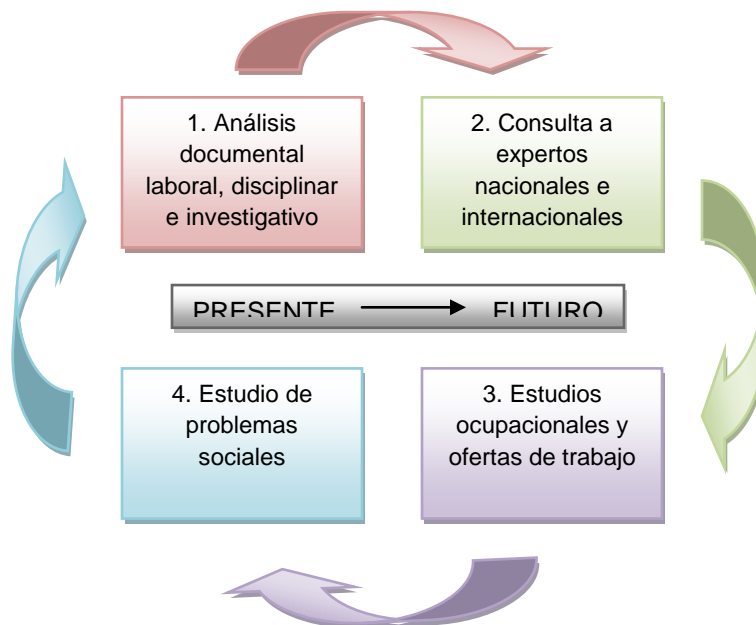 1. Análisis
documental
laboral, disciplinar
e investigativo
2. Consulta a
expertos
nacionales e
internacionales
PRESENTE FUTURO
4. Estudio de
problemas
sociales
3. Estudios
ocupacionales y
ofertas de trabajo